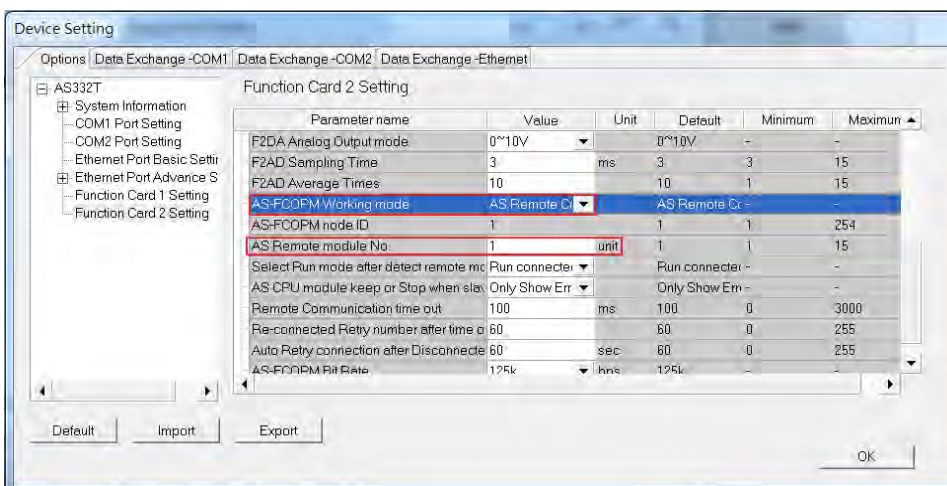 Device Setting
Options Data Exchange -COM1 Data Exchange -COM2 Data Exchange -Ethernet
AS332T
System Information
COM1 Port Setting
COM2 Port Setting
Ethernet Port Basic Settir
Ethernet Port Advance S
Function Card 1 Setting
Function Card 2 Setting
Function Card 2 Setting
Parameter name Value Unit Default Minimum Maximun
F2DA Analog Output mode 0~10V 0~10V - -
F2AD Sampling Time 3 ms 3 3 15
F2AD Average Times 10 10 1 15
AS-FCOPM Working mode AS Remote Co AS Remote Cc - -
AS-FCOPM node ID 1 1 1 254
AS Remote module No. 1 unit 1 1 15
Select Run mode after detect remote mc Run connectec Run connectec - -
AS CPU module keep or Stop when slav Only Show Err Only Show Err - -
Remote Communication time out 100 ms 100 0 3000
Re-connected Retry number after time o 60 60 0 255
Auto Retry connection after Disconnecte 60 sec 60 0 255
AS-FCOPM Bit Rate 125k bps 125k - -
Default Import Export
OK